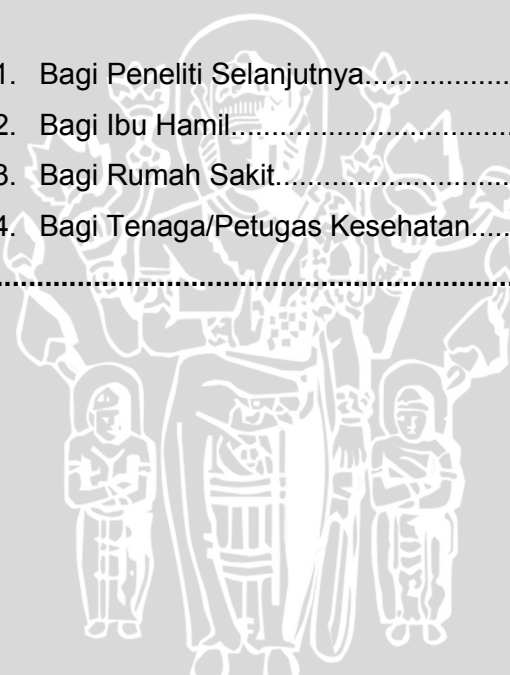 1. Bagi Peneliti Selanjutnya...................
2. Bagi Ibu Hamil.......................................
3. Bagi Rumah Sakit................................
4. Bagi Tenaga/Petugas Kesehatan......
................................................................